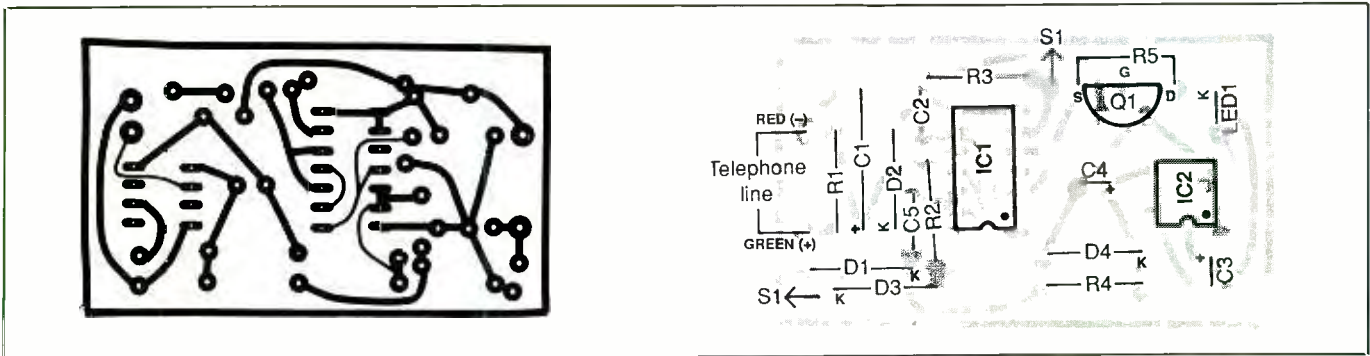 S1
R3
R5
G
S
Q1
D
K
LED1
C2
RED (–)
Telephone
line
GREEN (+)
R1
C1
+
D2
K
C5
R2
IC1
C4
+
IC2
D1
K
D3
K
S1
D4
K
R4
+
C3